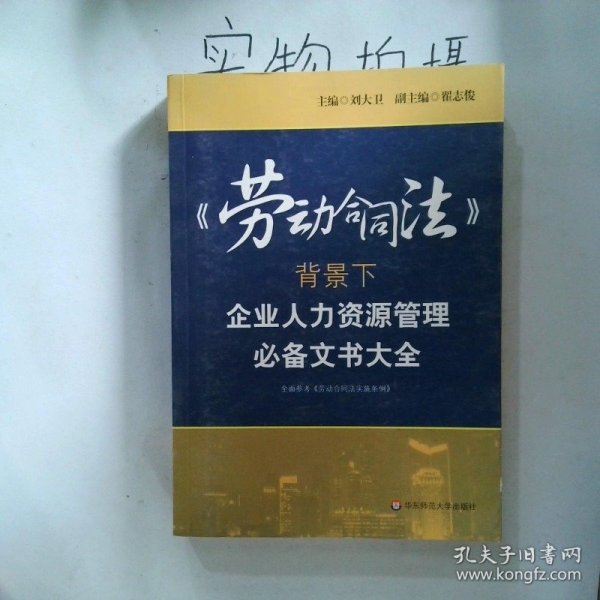 实物拍摄
主编◎刘大卫 副主编◎翟志俊
《劳动合同法》
背景下
企业人力资源管理
必备文书大全
全面参考《劳动合同法实施条例》
华东师范大学出版社
孔夫子旧书网
www.kongfz.com